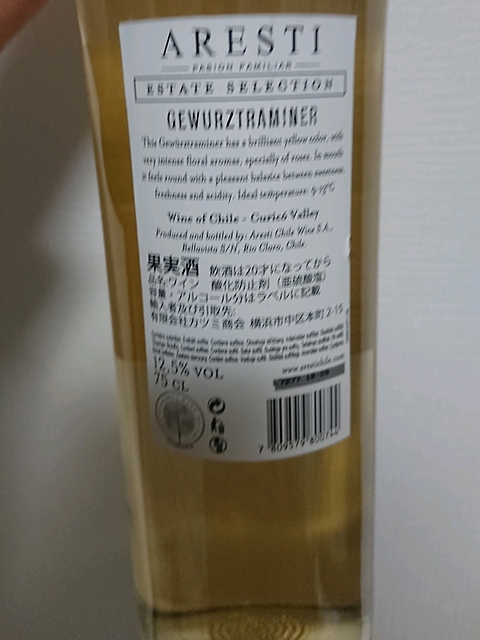 ARESTI
PASION FAMILIAR
ESTATE SELECTION
GEWURZTRAMINER
This Gewurztraminer has a brilliant yellow color, with
very intense floral aromas, specially of roses. In mouth
it feels round with a pleasant balance between sweetness,
freshness and acidity. Ideal temperature:
Wine of Chile - Curicó Valley
Produced and bottled by: Aresti Chile Wine S.A.,
Bellavista S/N, Rio Claro, Chile.
果実酒 飲酒は20才になってから
品名:ワイン 酸化防止剤（亜硫酸塩）
容量・アルコール分はラベルに記載
輸入者及び引取先:
有限会社カツミ商会 横浜市中区本町2-15
12,5% VOL
75 CL
www.arestichile.com
7 809579 800744